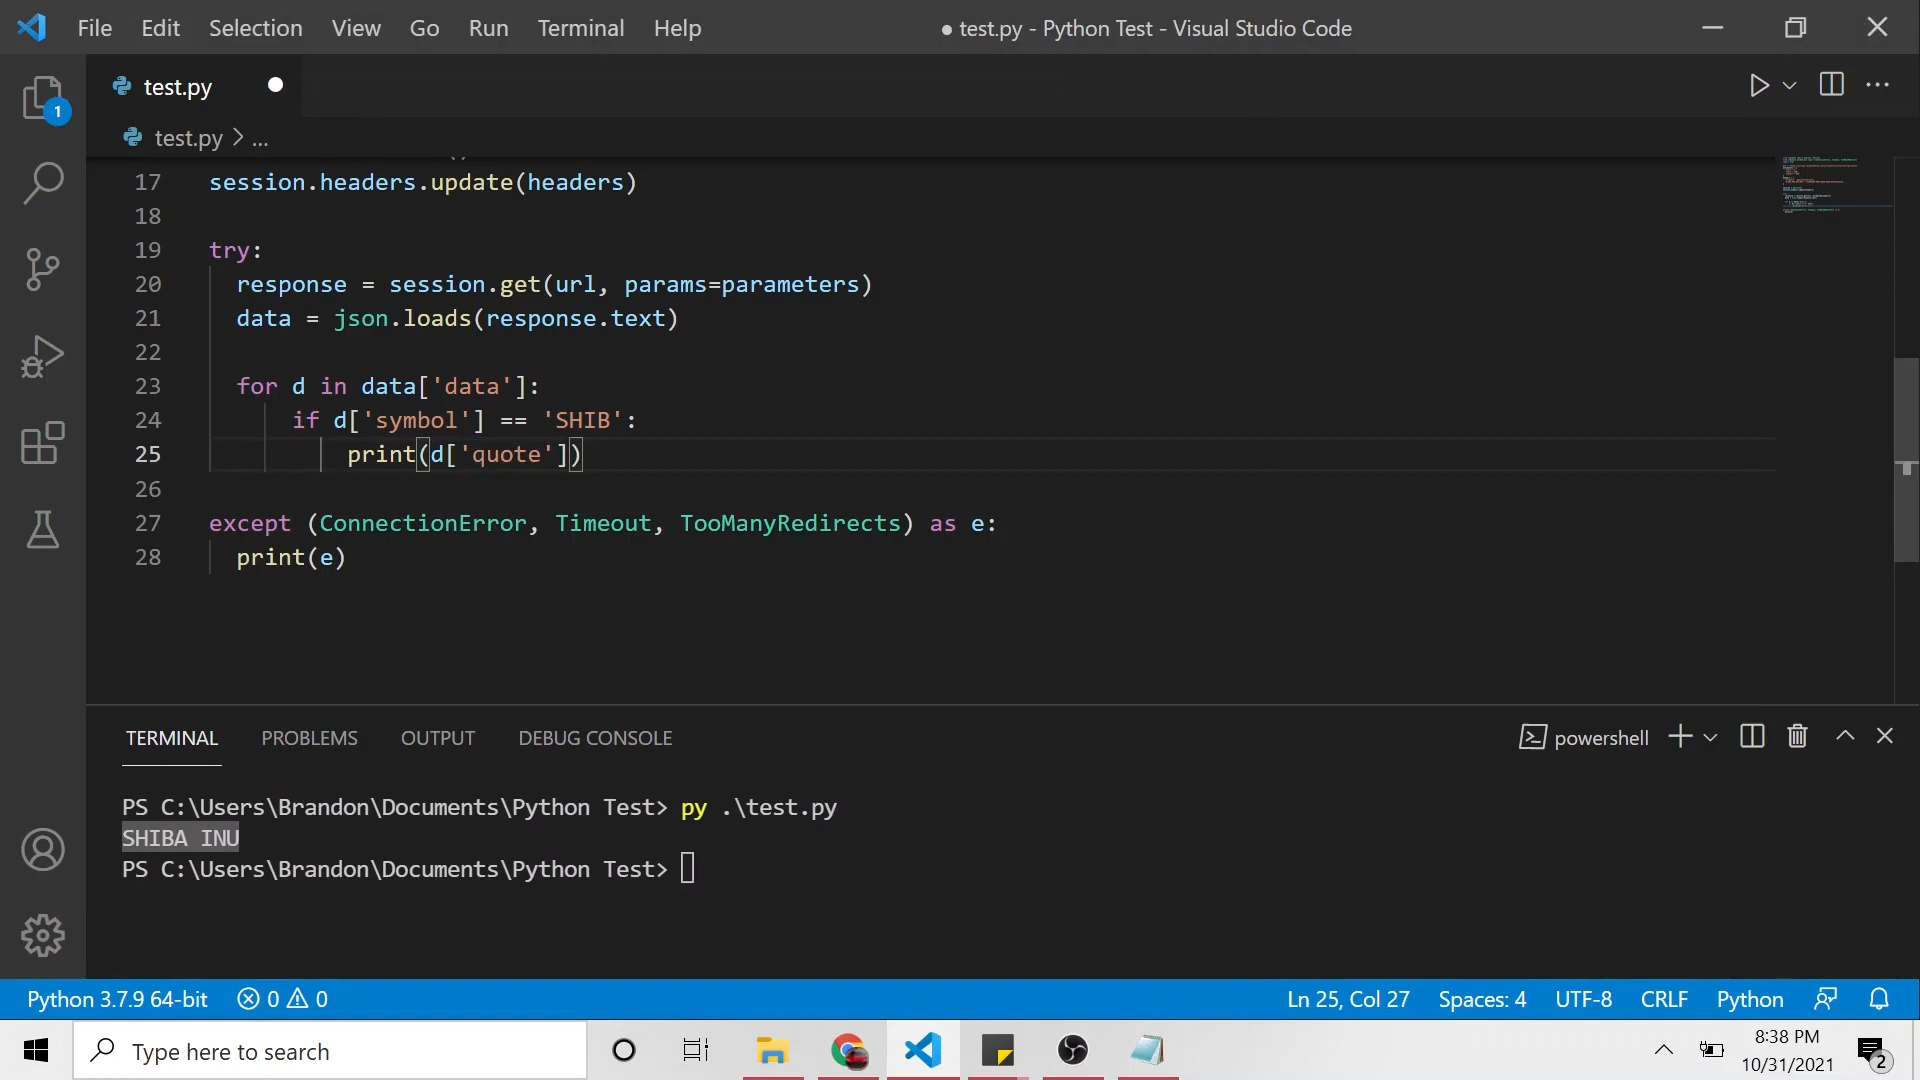 File Edit Selection View Go Run Terminal Help
● test.py - Python Test - Visual Studio Code
test.py
1
test.py > ...
17 session.headers.update(headers)
18
19 try:
20 response = session.get(url, params=parameters)
21 data = json.loads(response.text)
22
23 for d in data['data']:
24 if d['symbol'] == 'SHIB':
25 print(d['quote'])
26
27 except (ConnectionError, Timeout, TooManyRedirects) as e:
28 print(e)
TERMINAL PROBLEMS OUTPUT DEBUG CONSOLE
powershell
PS C:\Users\Brandon\Documents\Python Test> py .\test.py
SHIBA INU
PS C:\Users\Brandon\Documents\Python Test>
Python 3.7.9 64-bit 0 0
Ln 25, Col 27 Spaces: 4 UTF-8 CRLF Python
Type here to search
8:38 PM
10/31/2021
2